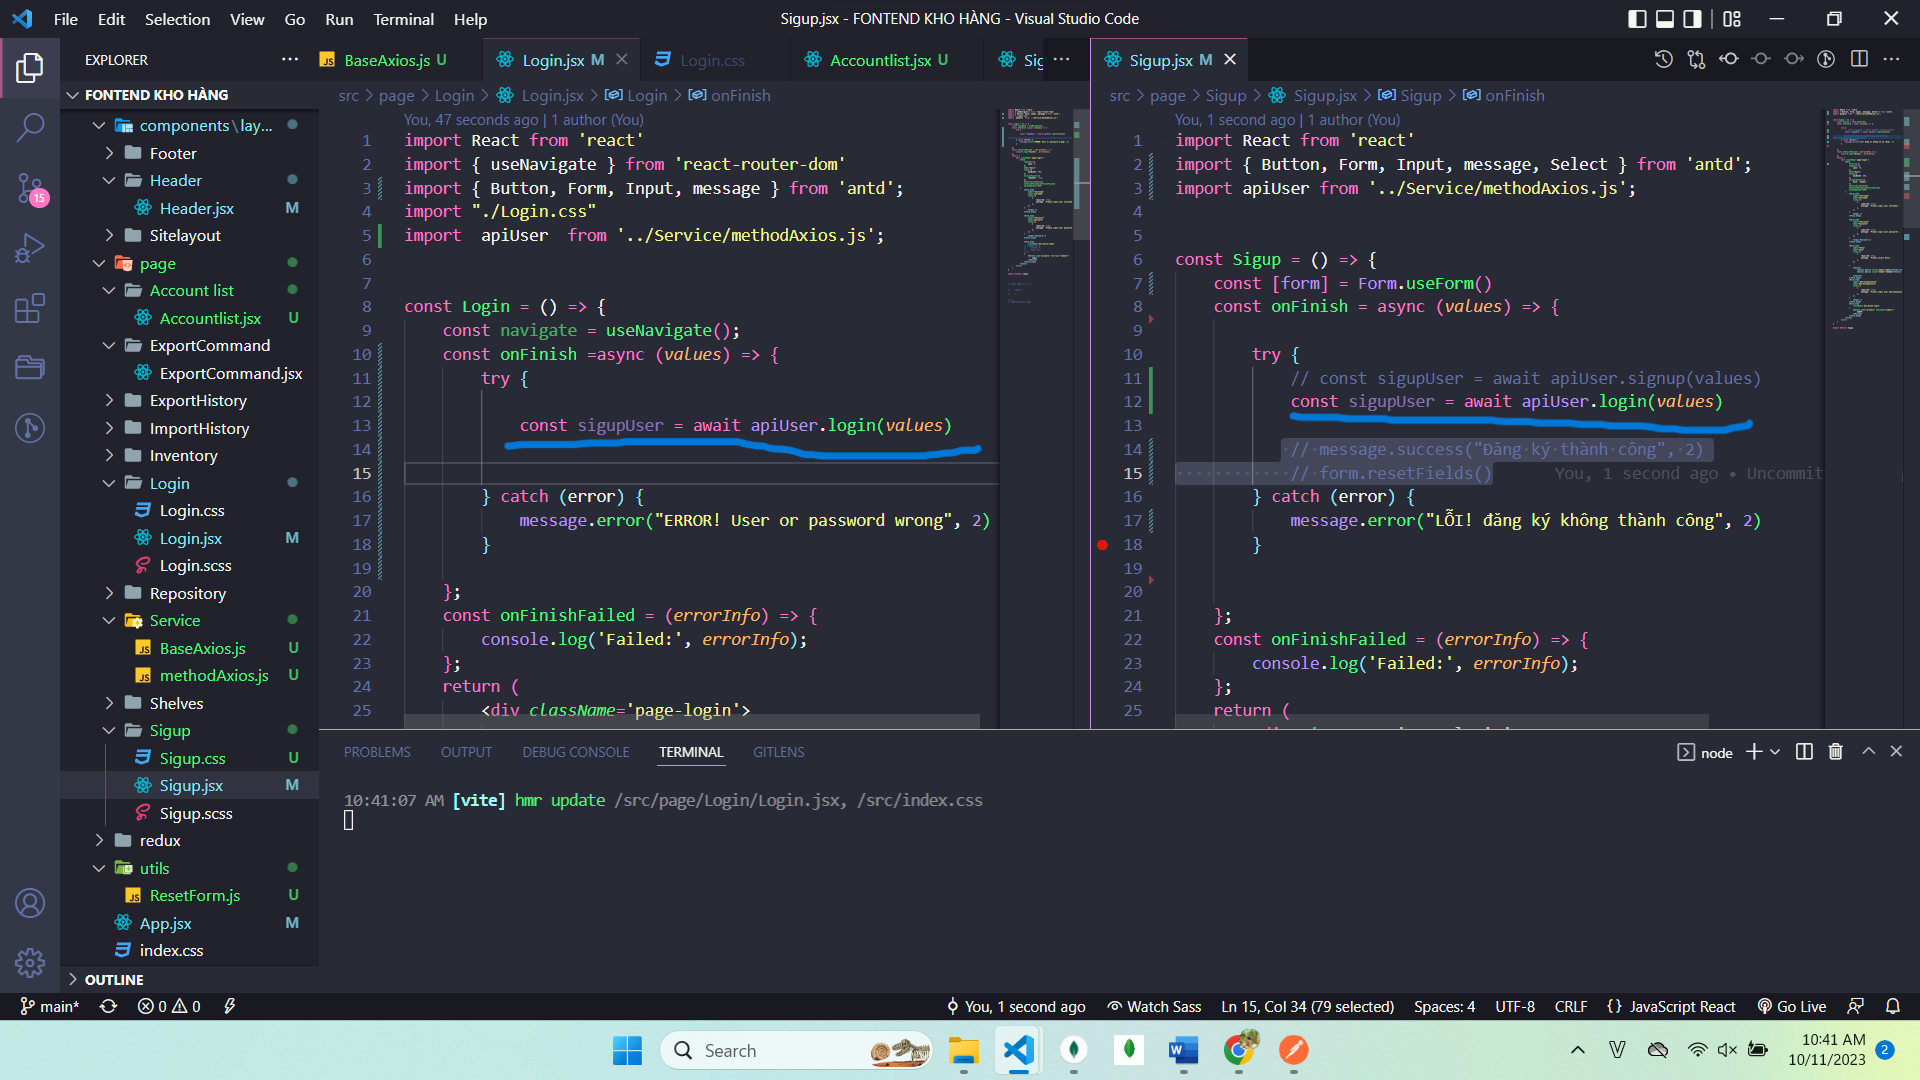 File Edit Selection View Go Run Terminal Help
Sigup.jsx - FONTEND KHO HÀNG - Visual Studio Code
EXPLORER
FONTEND KHO HÀNG
components\lay...
Footer
Header
Header.jsx M
Sitelayout
page
Account list
Accountlist.jsx U
ExportCommand
ExportCommand.jsx
ExportHistory
ImportHistory
Inventory
Login
Login.css
Login.jsx M
Login.scss
Repository
Service
BaseAxios.js U
methodAxios.js U
Shelves
Sigup
Sigup.css U
Sigup.jsx M
Sigup.scss
redux
utils
ResetForm.js U
App.jsx M
index.css
OUTLINE
15
BaseAxios.js U
Login.jsx M
Login.css
Accountlist.jsx U
Sig
src > page > Login > Login.jsx > Login > onFinish
You, 47 seconds ago | 1 author (You)
1 import React from 'react'
2 import { useNavigate } from 'react-router-dom'
3 import { Button, Form, Input, message } from 'antd';
4 import "./Login.css"
5 import  apiUser  from '../Service/methodAxios.js';
6
7
8 const Login = () => {
9     const navigate = useNavigate();
10     const onFinish =async (values) => {
11         try {
12
13             const sigupUser = await apiUser.login(values)
14
15
16         } catch (error) {
17             message.error("ERROR! User or password wrong", 2)
18         }
19
20     };
21     const onFinishFailed = (errorInfo) => {
22         console.log('Failed:', errorInfo);
23     };
24     return (
25         <div className='page-login'>
Sigup.jsx M
src > page > Sigup > Sigup.jsx > Sigup > onFinish
You, 1 second ago | 1 author (You)
1 import React from 'react'
2 import { Button, Form, Input, message, Select } from 'antd';
3 import apiUser from '../Service/methodAxios.js';
4
5
6 const Sigup = () => {
7     const [form] = Form.useForm()
8     const onFinish = async (values) => {
9
10         try {
11             // const sigupUser = await apiUser.signup(values)
12             const sigupUser = await apiUser.login(values)
13
14             // message.success("Đăng ký thành công", 2)
15             // form.resetFields()      You, 1 second ago • Uncommit
16         } catch (error) {
17             message.error("LỖI! đăng ký không thành công", 2)
18         }
19
20
21     };
22     const onFinishFailed = (errorInfo) => {
23         console.log('Failed:', errorInfo);
24     };
25     return (
PROBLEMS OUTPUT DEBUG CONSOLE TERMINAL GITLENS
node
10:41:07 AM [vite] hmr update /src/page/Login/Login.jsx, /src/index.css
main* 0 0
You, 1 second ago Watch Sass Ln 15, Col 34 (79 selected) Spaces: 4 UTF-8 CRLF {} JavaScript React Go Live
Search
10:41 AM
10/11/2023
2